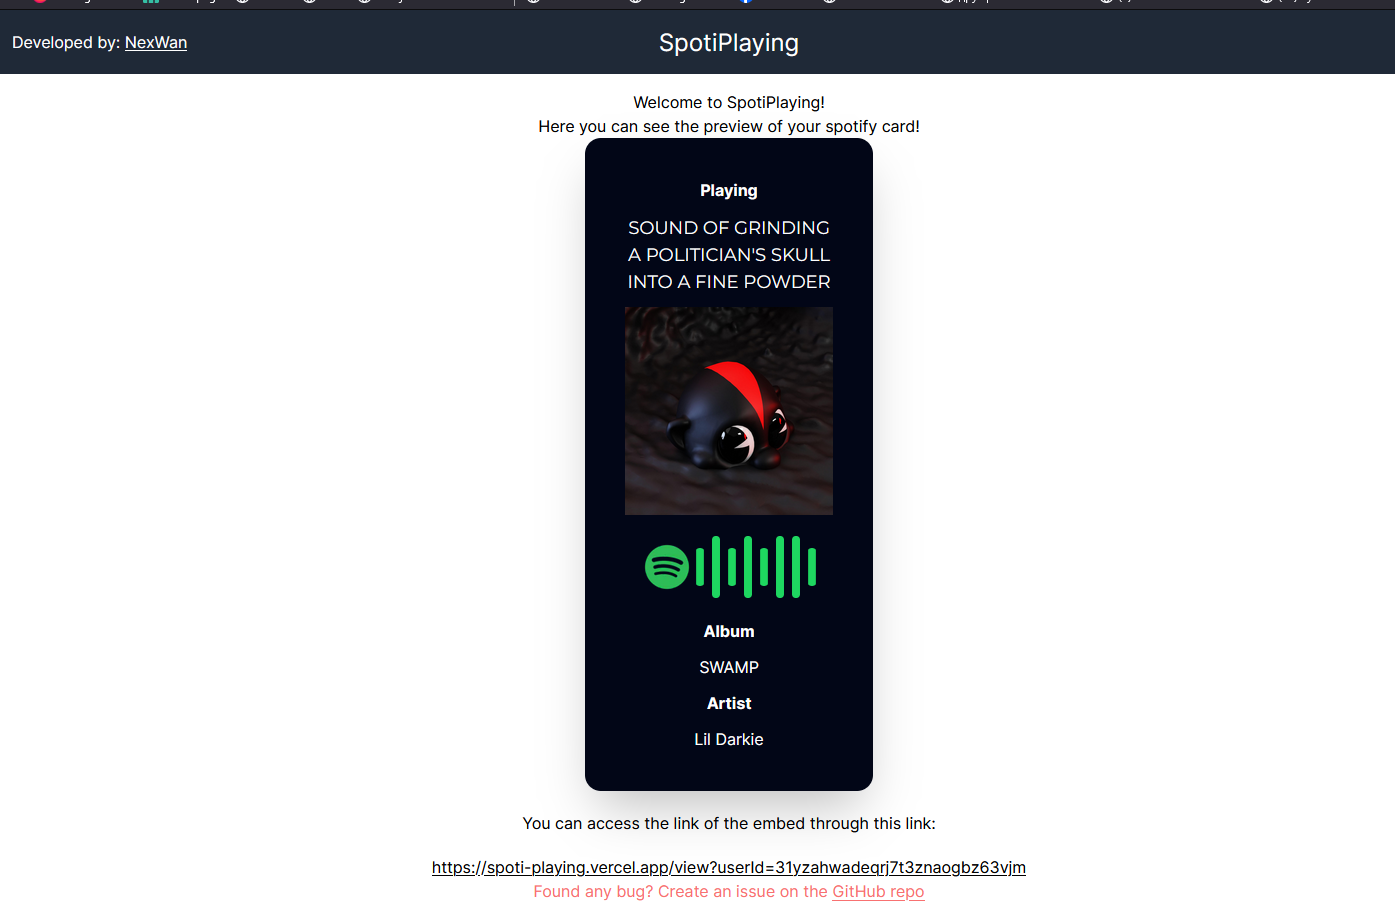 Developed by: NexWan
SpotiPlaying
Welcome to SpotiPlaying!
Here you can see the preview of your spotify card!
Playing
SOUND OF GRINDING
A POLITICIAN'S SKULL
INTO A FINE POWDER
Album
SWAMP
Artist
Lil Darkie
You can access the link of the embed through this link:
https://spoti-playing.vercel.app/view?userId=31yzahwadeqrj7t3znaogbz63vjm
Found any bug? Create an issue on the GitHub repo